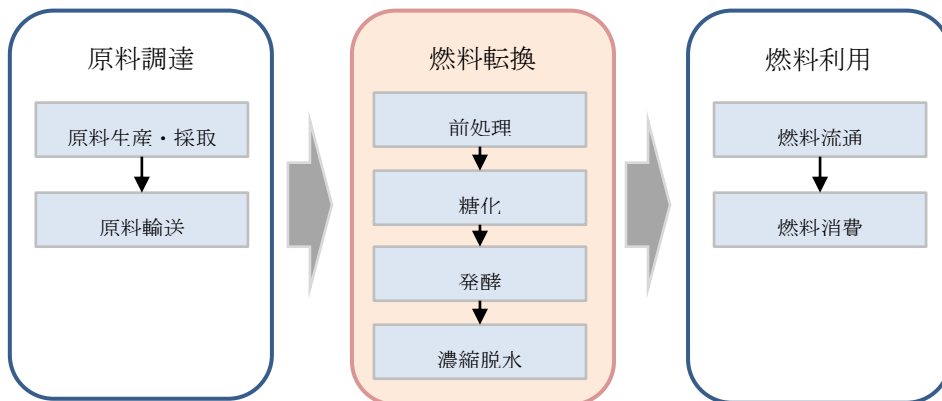 原料調達
原料生産・採取
原料輸送
燃料転換
前処理
糖化
発酵
濃縮脱水
燃料利用
燃料流通
燃料消費